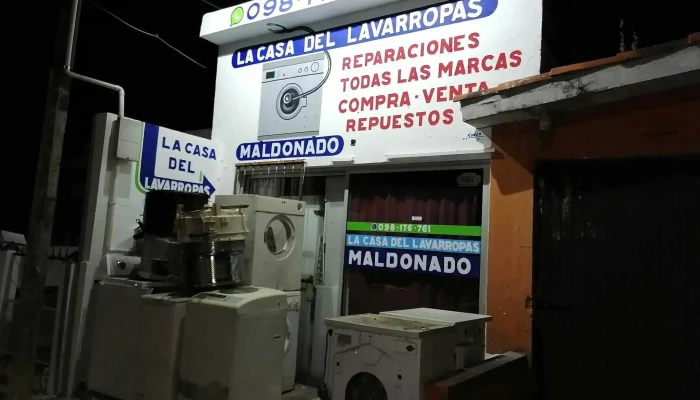 098-1
LA CASA DEL LAVARROPAS
REPARACIONES
TODAS LAS MARCAS
COMPRA·VENTA
REPUESTOS
MALDONADO
LA CASA
DEL
LAVARROPAS
098-176-761
LA CASA DEL LAVARROPAS
MALDONADO